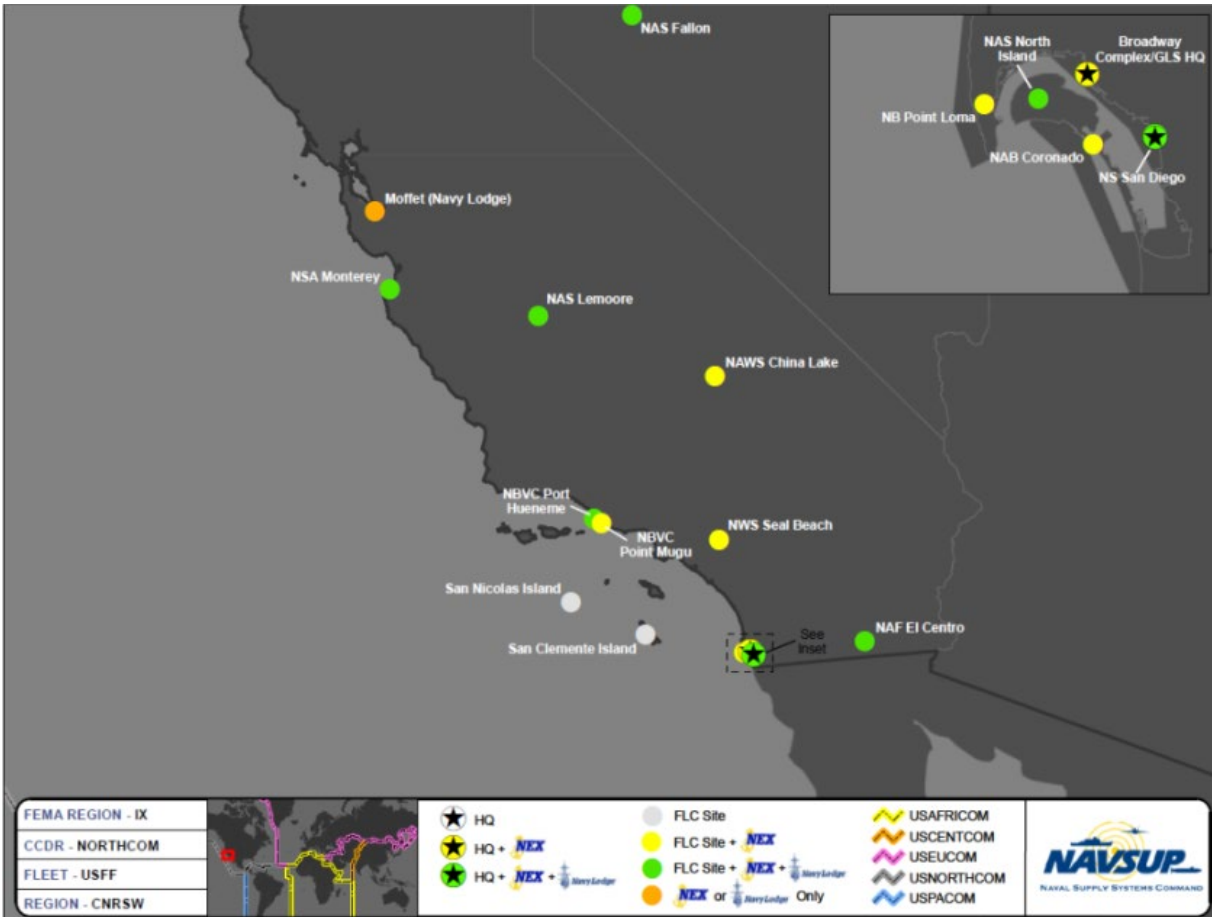 NAS Fallon
NAS North
Island
Broadway
Complex/GLS HQ
NB Point Loma
NAB Coronado
NS San Diego
Moffet (Navy Lodge)
NSA Monterey
NAS Lemoore
NAWS China Lake
NBVC Port
Hueneme
NBVC
Point Mugu
NWS Seal Beach
San Nicolas Island
San Clemente Island
See
Inset
NAF El Centro
FEMA REGION - IX
CCDR - NORTHCOM
FLEET - USFF
REGION - CNRSW
HQ
HQ + NEX
HQ + NEX + Navy Lodge
FLC Site
FLC Site + NEX
FLC Site + NEX + Navy Lodge
NEX or Navy Lodge Only
USAFRICOM
USCENTCOM
USEUCOM
USNORTHCOM
USPACOM
NAVSUP
NAVAL SUPPLY SYSTEMS COMMAND